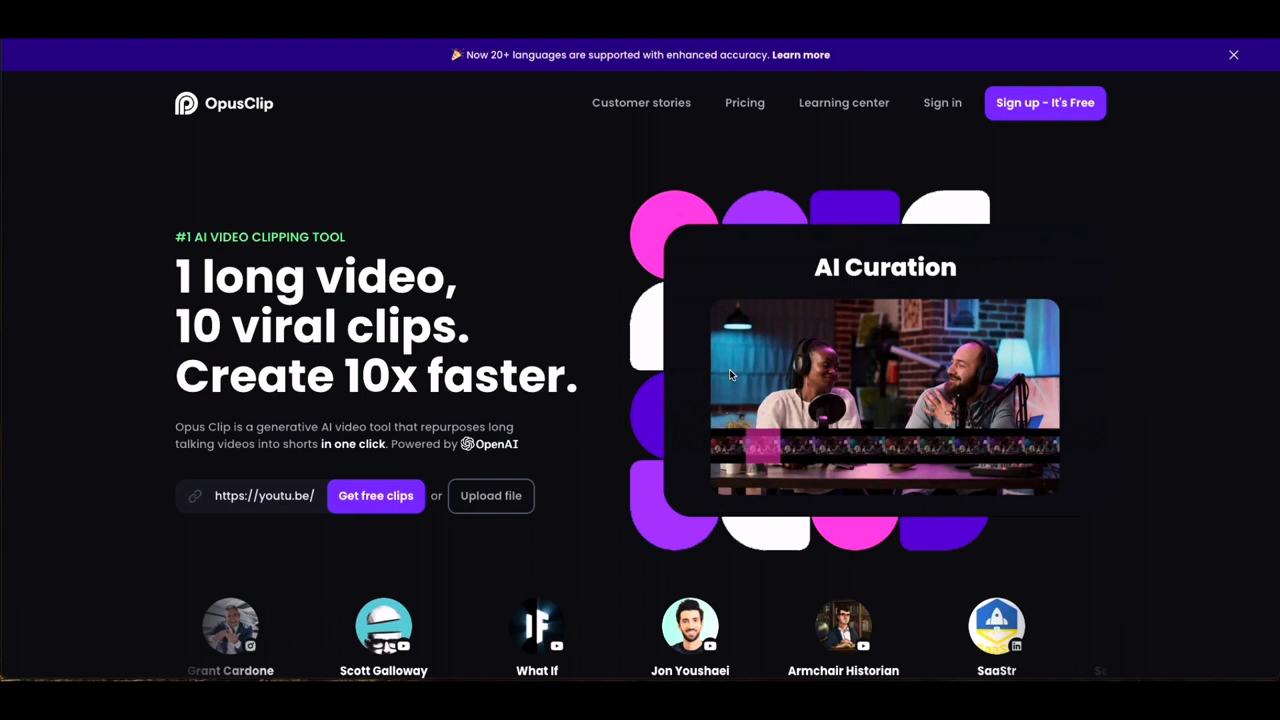 🎉 Now 20+ languages are supported with enhanced accuracy. Learn more
OpusClip
Customer stories
Pricing
Learning center
Sign in
Sign up - It's Free
#1 AI VIDEO CLIPPING TOOL
1 long video,
10 viral clips.
Create 10x faster.
Opus Clip is a generative AI video tool that repurposes long
talking videos into shorts in one click. Powered by OpenAI
https://youtu.be/
Get free clips
or
Upload file
AI Curation
IF
Grant Cardone
Scott Galloway
What If
Jon Youshaei
Armchair Historian
SaaStr